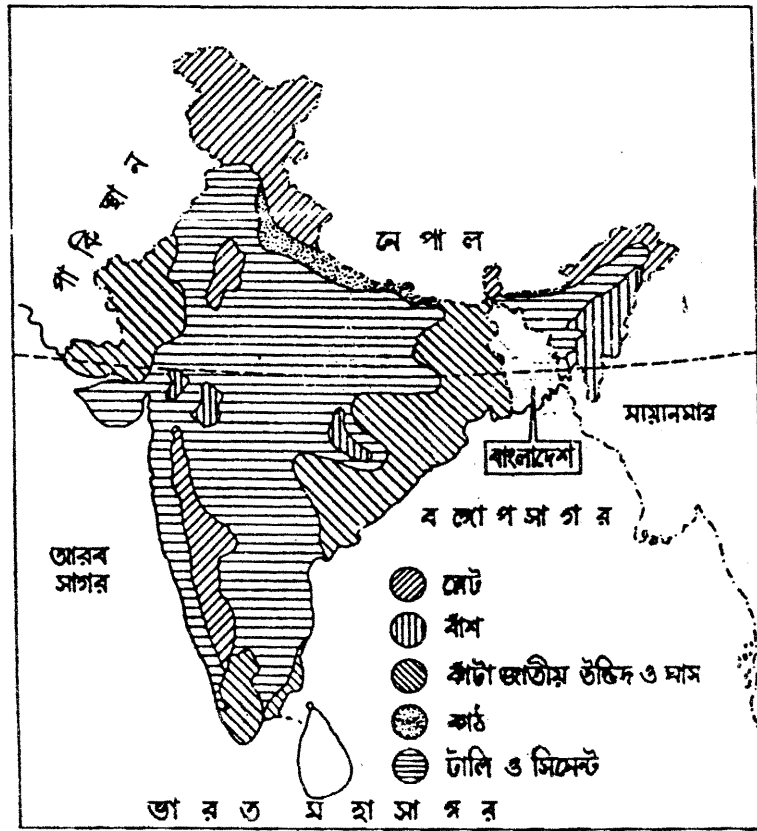 পাকিস্থান
নেপাল
মায়ানমার
বাংলাদেশ
বঙ্গোপসাগর
আরব
সাগর
স্লেট
বাঁশ
কাঁটা জাতীয় উদ্ভিদ ও ঘাস
কাঠ
টালি ও সিমেন্ট
ভারত মহাসাগর